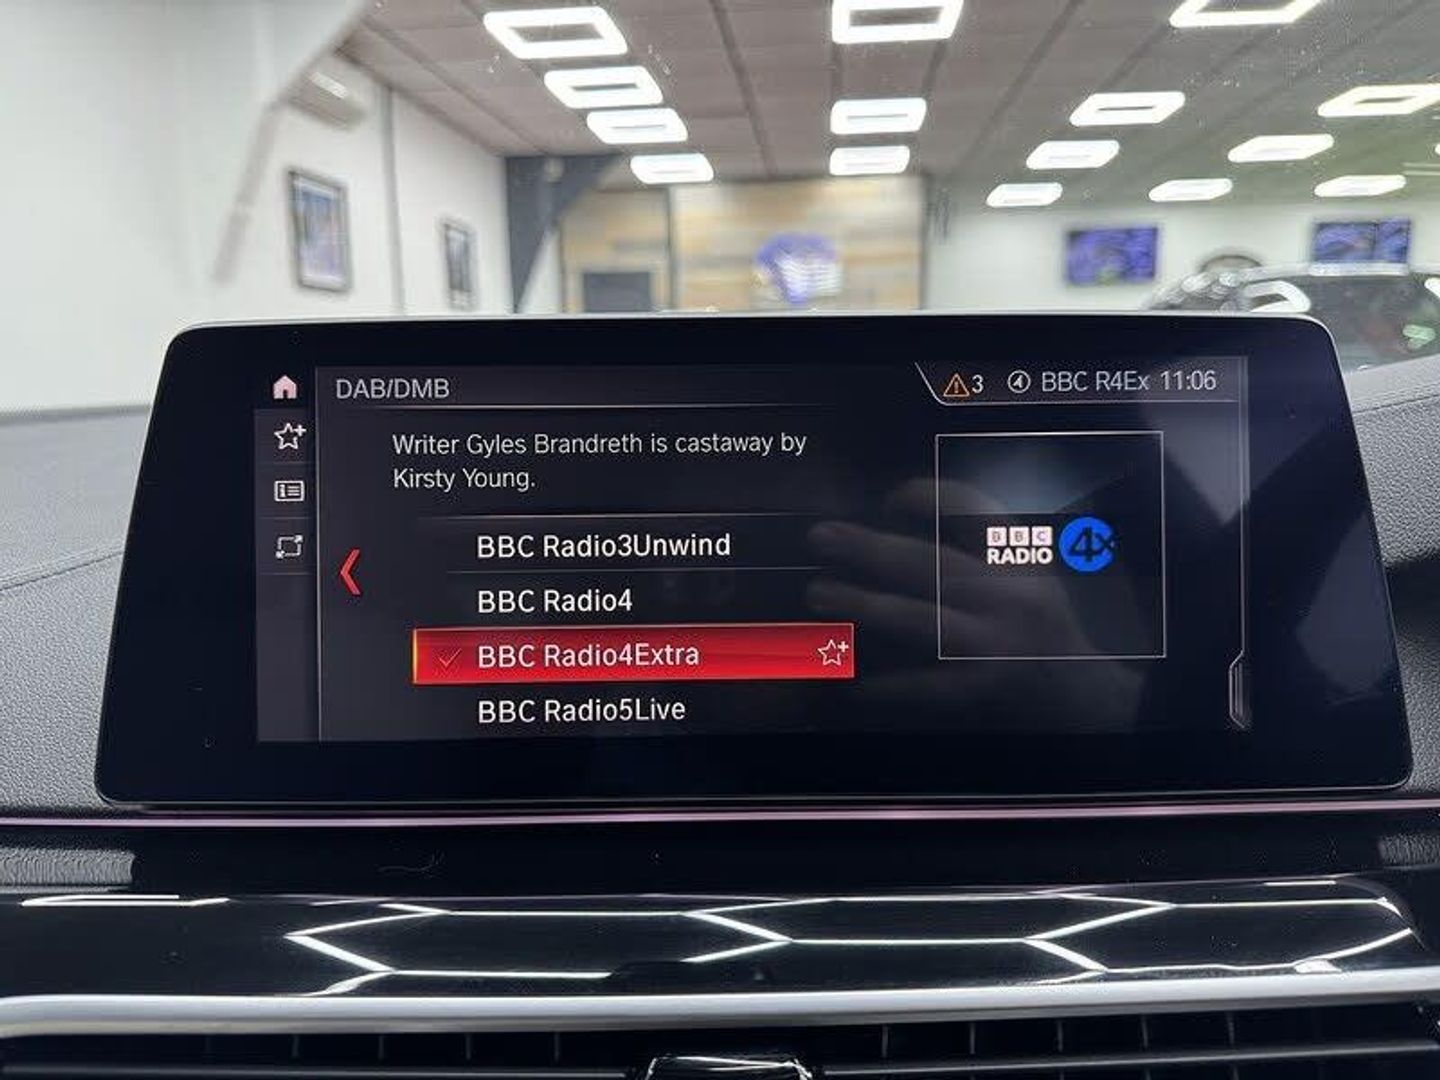 DAB/DMB
3 BBC R4Ex 11:06
Writer Gyles Brandreth is castaway by
Kirsty Young.
BBC Radio3Unwind
BBC Radio4
BBC Radio4Extra
BBC Radio5Live
BBC
RADIO 4x